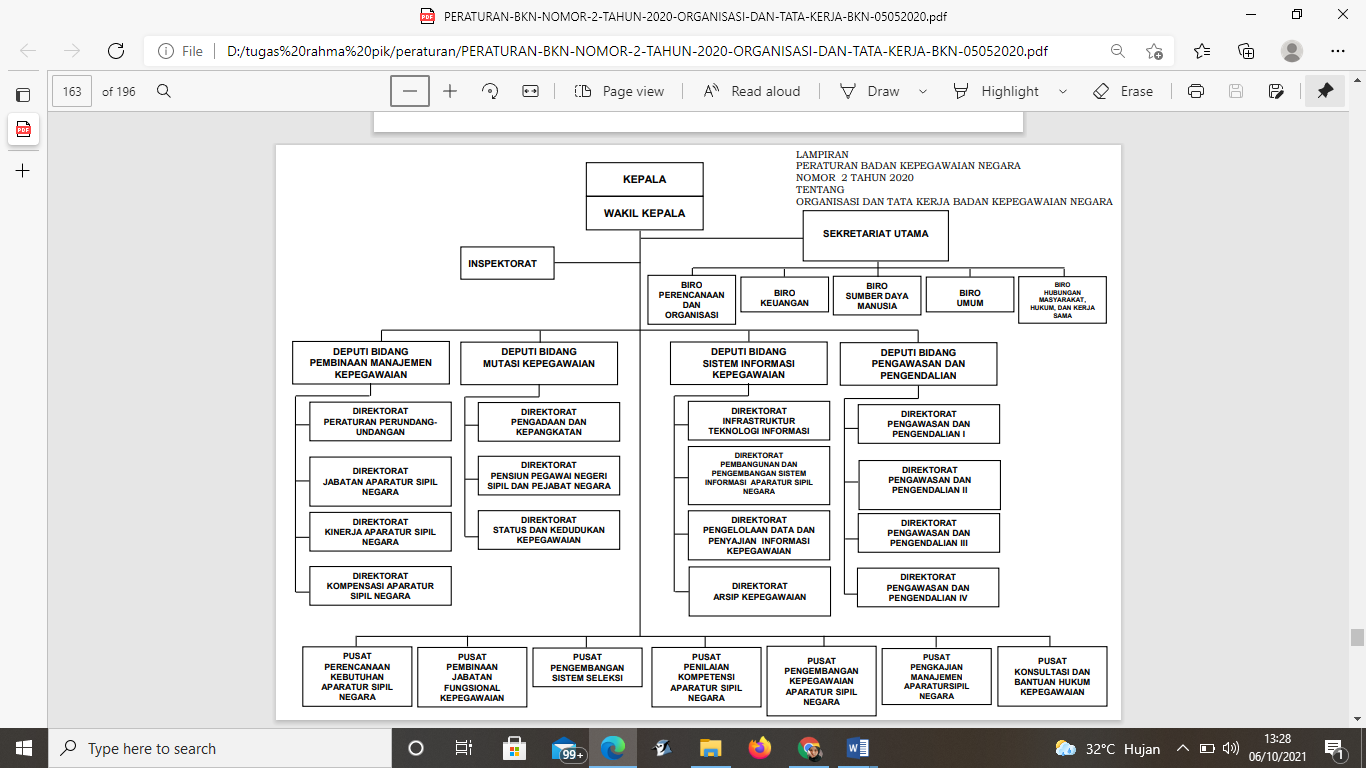 PERATURAN-BKN-NOMOR-2-TAHUN-2020-ORGANISASI-DAN-TATA-KERJA-BKN-05052020.pdf
File
D:/tugas%20rahma%20pik/peraturan/PERATURAN-BKN-NOMOR-2-TAHUN-2020-ORGANISASI-DAN-TATA-KERJA-BKN-05052020.pdf
163 of 196
Page view
Read aloud
Draw
Highlight
Erase
LAMPIRAN
PERATURAN BADAN KEPEGAWAIAN NEGARA
NOMOR 2 TAHUN 2020
TENTANG
ORGANISASI DAN TATA KERJA BADAN KEPEGAWAIAN NEGARA
KEPALA
WAKIL KEPALA
SEKRETARIAT UTAMA
INSPEKTORAT
BIRO
PERENCANAAN
DAN
ORGANISASI
BIRO
KEUANGAN
BIRO
SUMBER DAYA
MANUSIA
BIRO
UMUM
BIRO
HUBUNGAN
MASYARAKAT,
HUKUM, DAN KERJA
SAMA
DEPUTI BIDANG
PEMBINAAN MANAJEMEN
KEPEGAWAIAN
DIREKTORAT
PERATURAN PERUNDANG-
UNDANGAN
DIREKTORAT
JABATAN APARATUR SIPIL
NEGARA
DIREKTORAT
KINERJA APARATUR SIPIL
NEGARA
DIREKTORAT
KOMPENSASI APARATUR
SIPIL NEGARA
DEPUTI BIDANG
MUTASI KEPEGAWAIAN
DIREKTORAT
PENGADAAN DAN
KEPANGKATAN
DIREKTORAT
PENSIUN PEGAWAI NEGERI
SIPIL DAN PEJABAT NEGARA
DIREKTORAT
STATUS DAN KEDUDUKAN
KEPEGAWAIAN
DEPUTI BIDANG
SISTEM INFORMASI
KEPEGAWAIAN
DIREKTORAT
INFRASTRUKTUR
TEKNOLOGI INFORMASI
DIREKTORAT
PEMBANGUNAN DAN
PENGEMBANGAN SISTEM
INFORMASI APARATUR SIPIL
NEGARA
DIREKTORAT
PENGELOLAAN DATA DAN
PENYAJIAN INFORMASI
KEPEGAWAIAN
DIREKTORAT
ARSIP KEPEGAWAIAN
DEPUTI BIDANG
PENGAWASAN DAN
PENGENDALIAN
DIREKTORAT
PENGAWASAN DAN
PENGENDALIAN I
DIREKTORAT
PENGAWASAN DAN
PENGENDALIAN II
DIREKTORAT
PENGAWASAN DAN
PENGENDALIAN III
DIREKTORAT
PENGAWASAN DAN
PENGENDALIAN IV
PUSAT
PERENCANAAN
KEBUTUHAN
APARATUR SIPIL
NEGARA
PUSAT
PEMBINAAN
JABATAN
FUNGSIONAL
KEPEGAWAIAN
PUSAT
PENGEMBANGAN
SISTEM SELEKSI
PUSAT
PENILAIAN
KOMPETENSI
APARATUR SIPIL
NEGARA
PUSAT
PENGEMBANGAN
KEPEGAWAIAN
APARATUR SIPIL
NEGARA
PUSAT
PENGKAJIAN
MANAJEMEN
APARATURSIPIL
NEGARA
PUSAT
KONSULTASI DAN
BANTUAN HUKUM
KEPEGAWAIAN
Type here to search
99+
32°C Hujan
13:28
06/10/2021
1